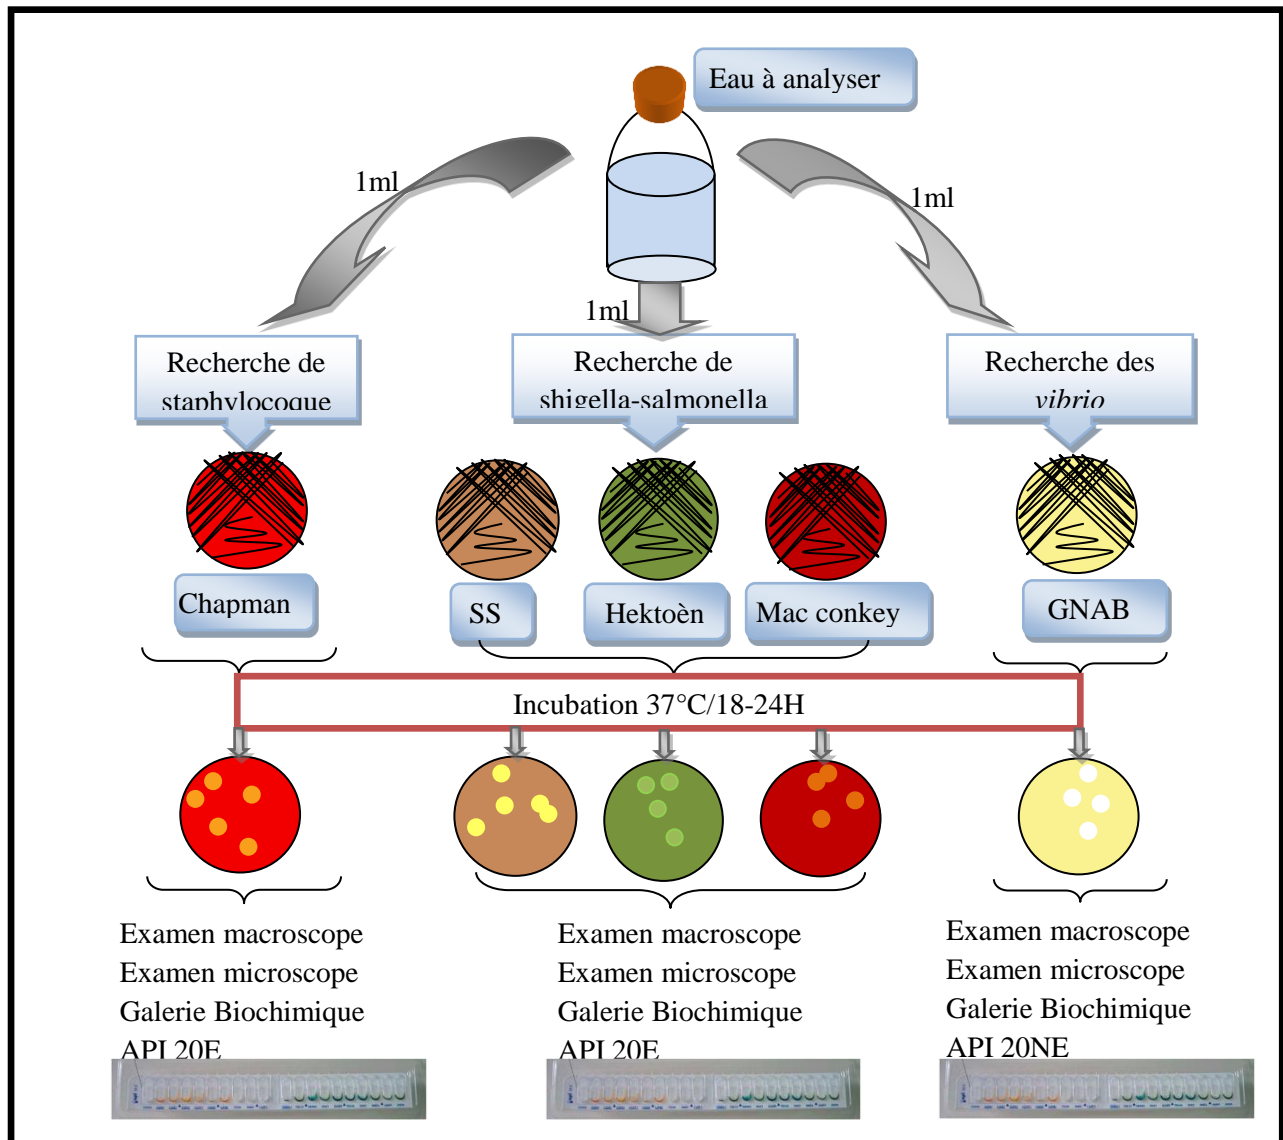 Eau à analyser
1ml
1ml
1ml
Recherche de
staphylocoque
Recherche de
shigella-salmonella
Recherche des
vibrio
Chapman
SS
Hektoèn
Mac conkey
GNAB
Incubation 37°C/18-24H
Examen macroscope
Examen microscope
Galerie Biochimique
API 20E
Examen macroscope
Examen microscope
Galerie Biochimique
API 20E
Examen macroscope
Examen microscope
Galerie Biochimique
API 20NE